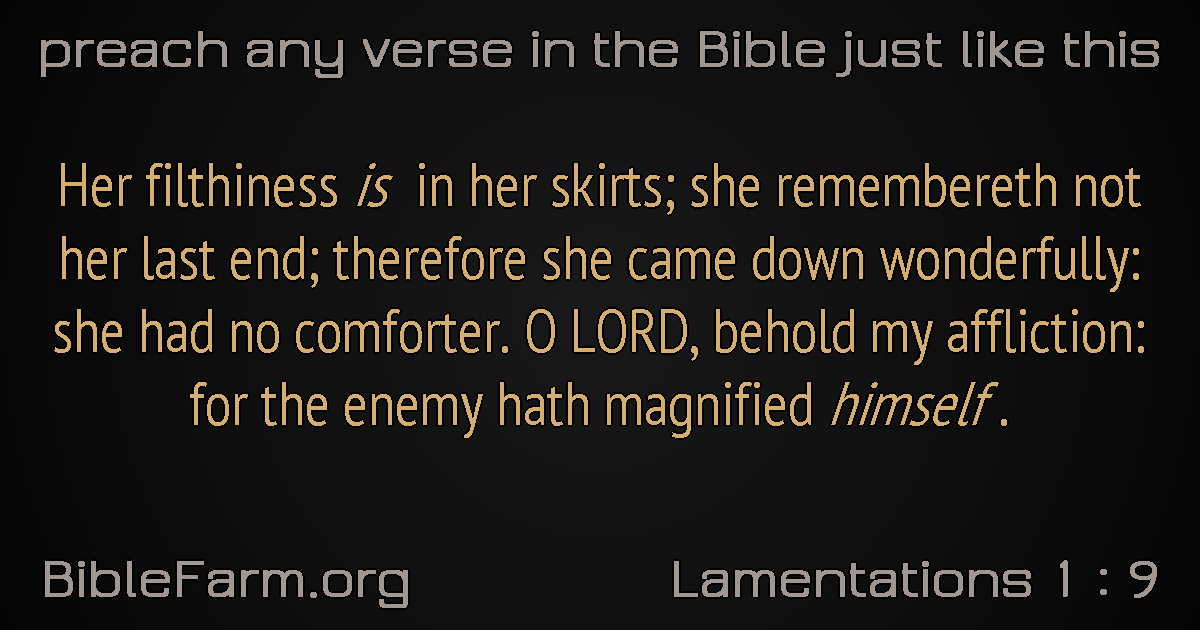 preach any verse in the Bible just like this
Her filthiness is in her skirts; she remembereth not
her last end; therefore she came down wonderfully:
she had no comforter. O LORD, behold my affliction:
for the enemy hath magnified himself .
BibleFarm.org
Lamentations 1 : 9